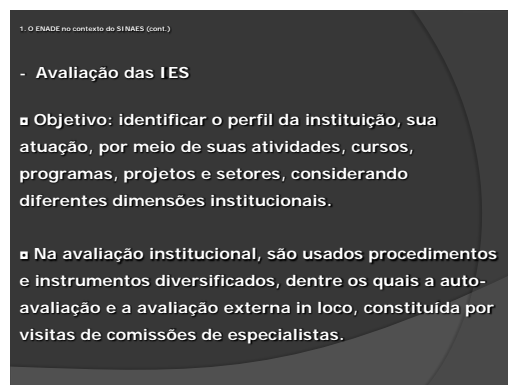 1. O ENADE no contexto do SINAES (cont.)
- Avaliação das IES
◘ Objetivo: identificar o perfil da instituição, sua
atuação, por meio de suas atividades, cursos,
programas, projetos e setores, considerando
diferentes dimensões institucionais.
◘ Na avaliação institucional, são usados procedimentos
e instrumentos diversificados, dentre os quais a auto-
avaliação e a avaliação externa in loco, constituída por
visitas de comissões de especialistas.